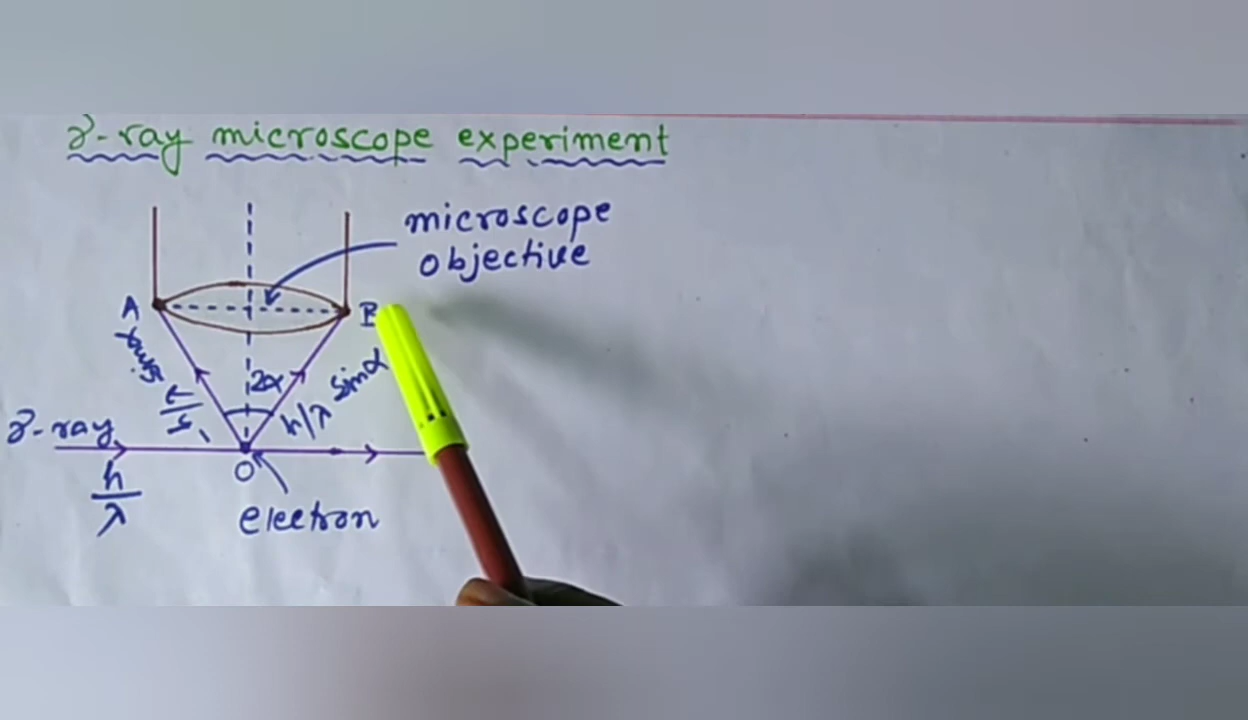 γ-ray microscope experiment
microscope
objective
A
B
2α
h/λ sinα
γ-ray
h/λ
O
electron